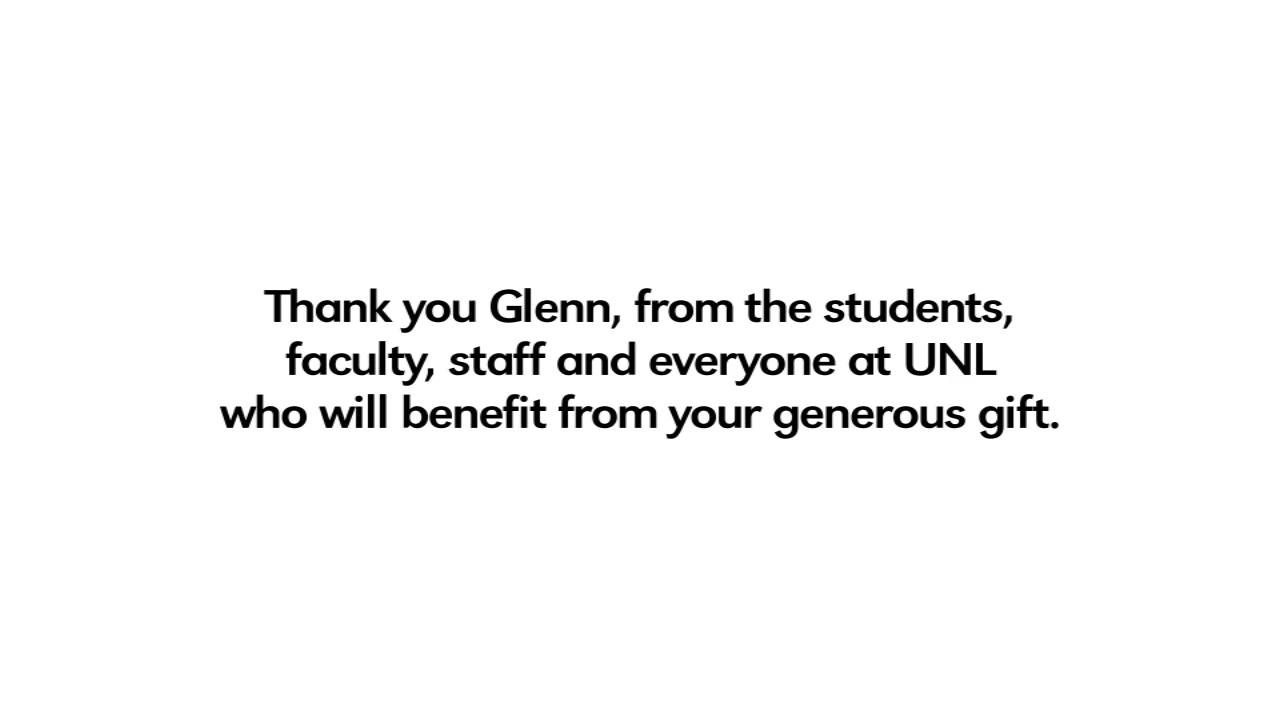 Thank you Glenn, from the students,
faculty, staff and everyone at UNL
who will benefit from your generous gift.